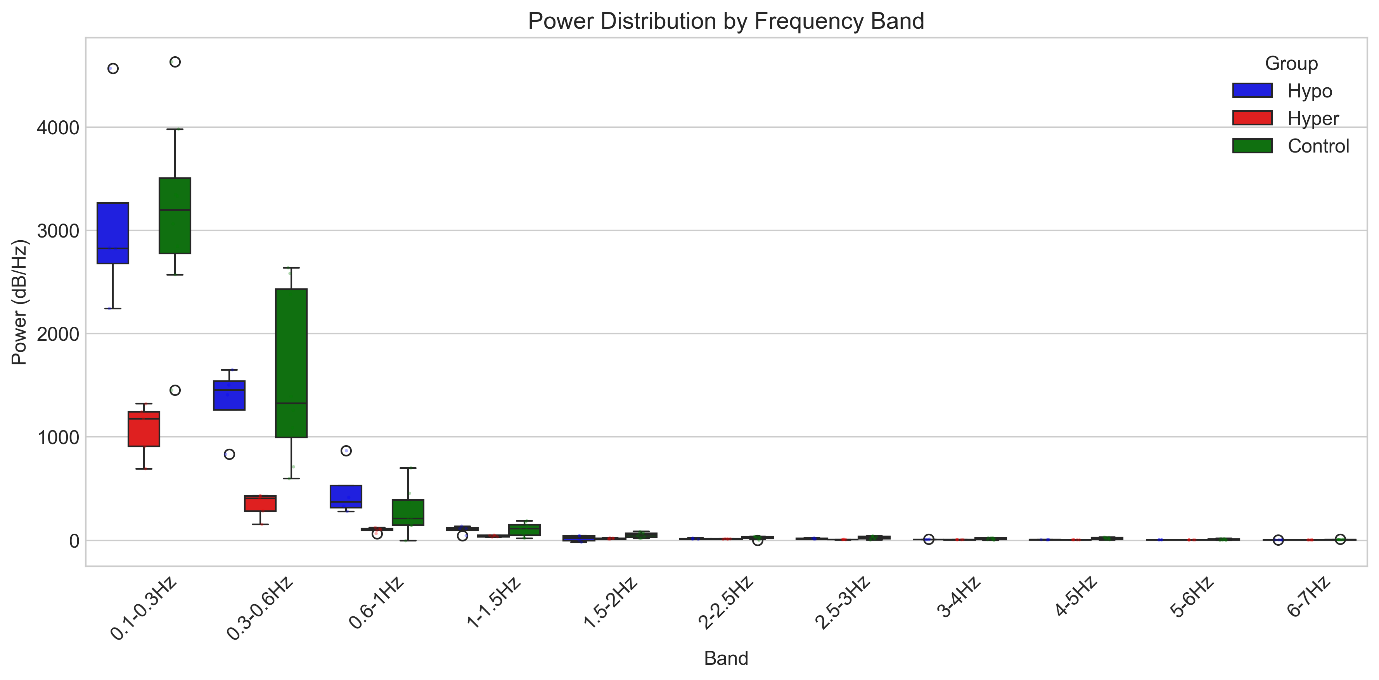 Power Distribution by Frequency Band
Group
Hypo
Hyper
Control
Power (dB/Hz)
4000
3000
2000
1000
0
0.1-0.3Hz
0.3-0.6Hz
0.6-1Hz
1-1.5Hz
1.5-2Hz
2-2.5Hz
2.5-3Hz
3-4Hz
4-5Hz
5-6Hz
6-7Hz
Band